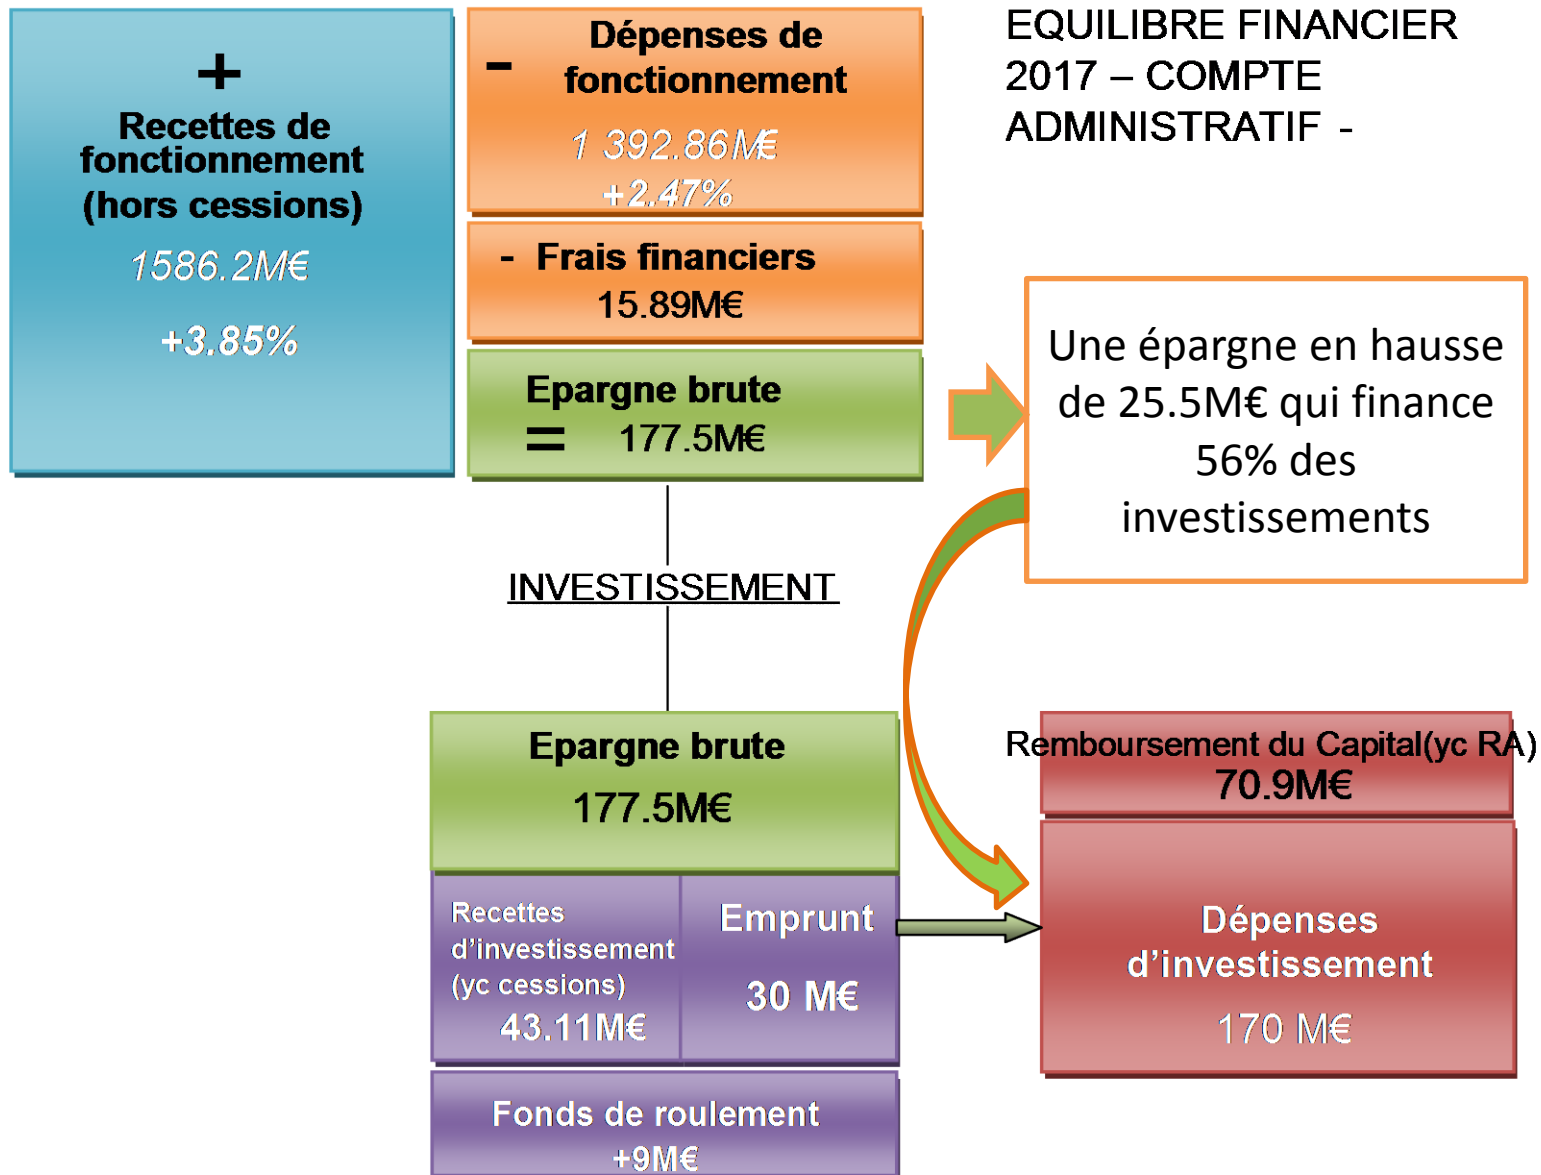 EQUILIBRE FINANCIER
2017 – COMPTE
ADMINISTRATIF -
+
Recettes de
fonctionnement
(hors cessions)
1586.2M€
+3.85%
- Dépenses de
fonctionnement
1 392.86M€
+2.47%
- Frais financiers
15.89M€
Epargne brute
= 177.5M€
Une épargne en hausse
de 25.5M€ qui finance
56% des
investissements
INVESTISSEMENT
Epargne brute
177.5M€
Recettes
d’investissement
(yc cessions)
43.11M€
Emprunt
30 M€
Fonds de roulement
+9M€
Remboursement du Capital(yc RA)
70.9M€
Dépenses
d’investissement
170 M€